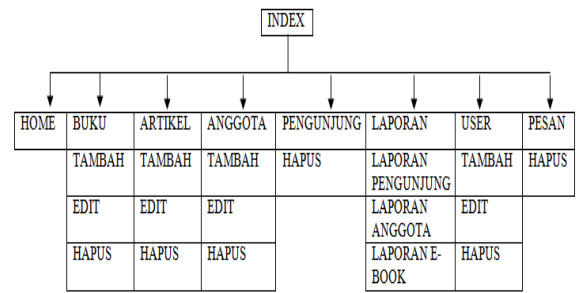 INDEX
HOME BUKU ARTIKEL ANGGOTA PENGUNJUNG LAPORAN USER PESAN
TAMBAH TAMBAH TAMBAH HAPUS LAPORAN TAMBAH HAPUS
PENGUNJUNG
EDIT EDIT EDIT LAPORAN EDIT
ANGGOTA
HAPUS HAPUS HAPUS LAPORAN E- HAPUS
BOOK